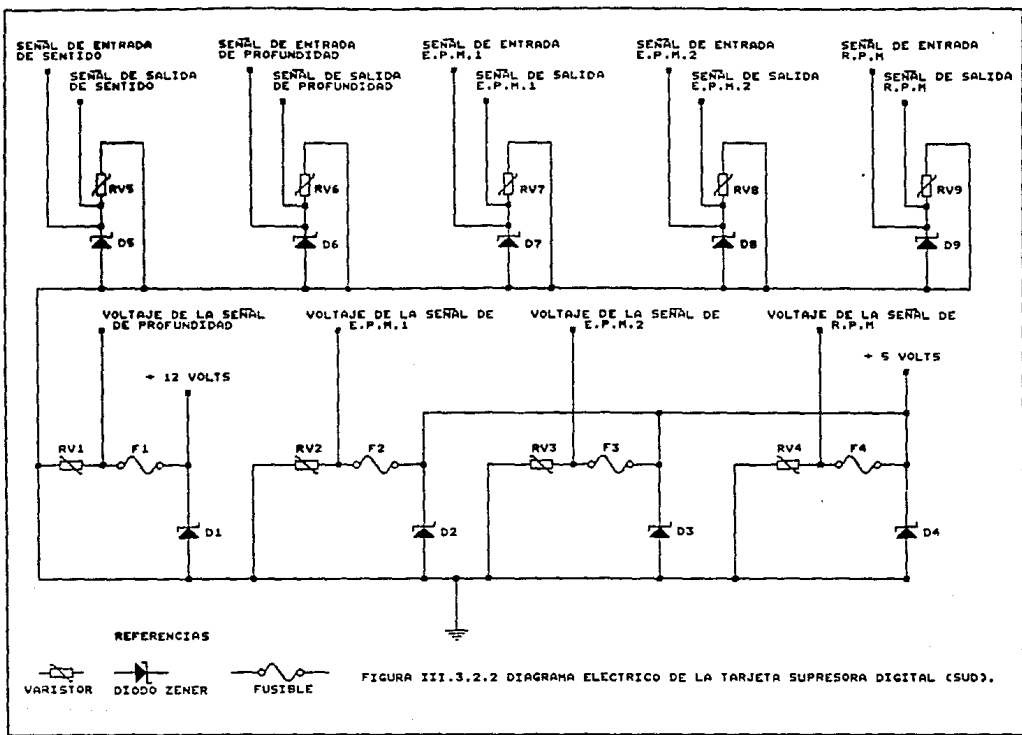 SEÑAL DE ENTRADA
DE SENTIDO
SEÑAL DE SALIDA
DE SENTIDO
SEÑAL DE ENTRADA
DE PROFUNDIDAD
SEÑAL DE SALIDA
DE PROFUNDIDAD
SEÑAL DE ENTRADA
E.P.M.1
SEÑAL DE SALIDA
E.P.M.1
SEÑAL DE ENTRADA
E.P.M.2
SEÑAL DE SALIDA
E.P.M.2
SEÑAL DE ENTRADA
R.P.M
SEÑAL DE SALIDA
R.P.M
RV5
RV6
RV7
RV8
RV9
D5
D6
D7
D8
D9
VOLTAJE DE LA SEÑAL
DE PROFUNDIDAD
VOLTAJE DE LA SEÑAL DE
E.P.M.1
VOLTAJE DE LA SEÑAL DE
E.P.M.2
VOLTAJE DE LA SEÑAL DE
R.P.M
+ 12 VOLTS
+ 5 VOLTS
RV1
F1
RV2
F2
RV3
F3
RV4
F4
D1
D2
D3
D4
REFERENCIAS
VARISTOR
DIODO ZENER
FUSIBLE
FIGURA III.3.2.2 DIAGRAMA ELECTRICO DE LA TARJETA SUPRESORA DIGITAL (SUD).